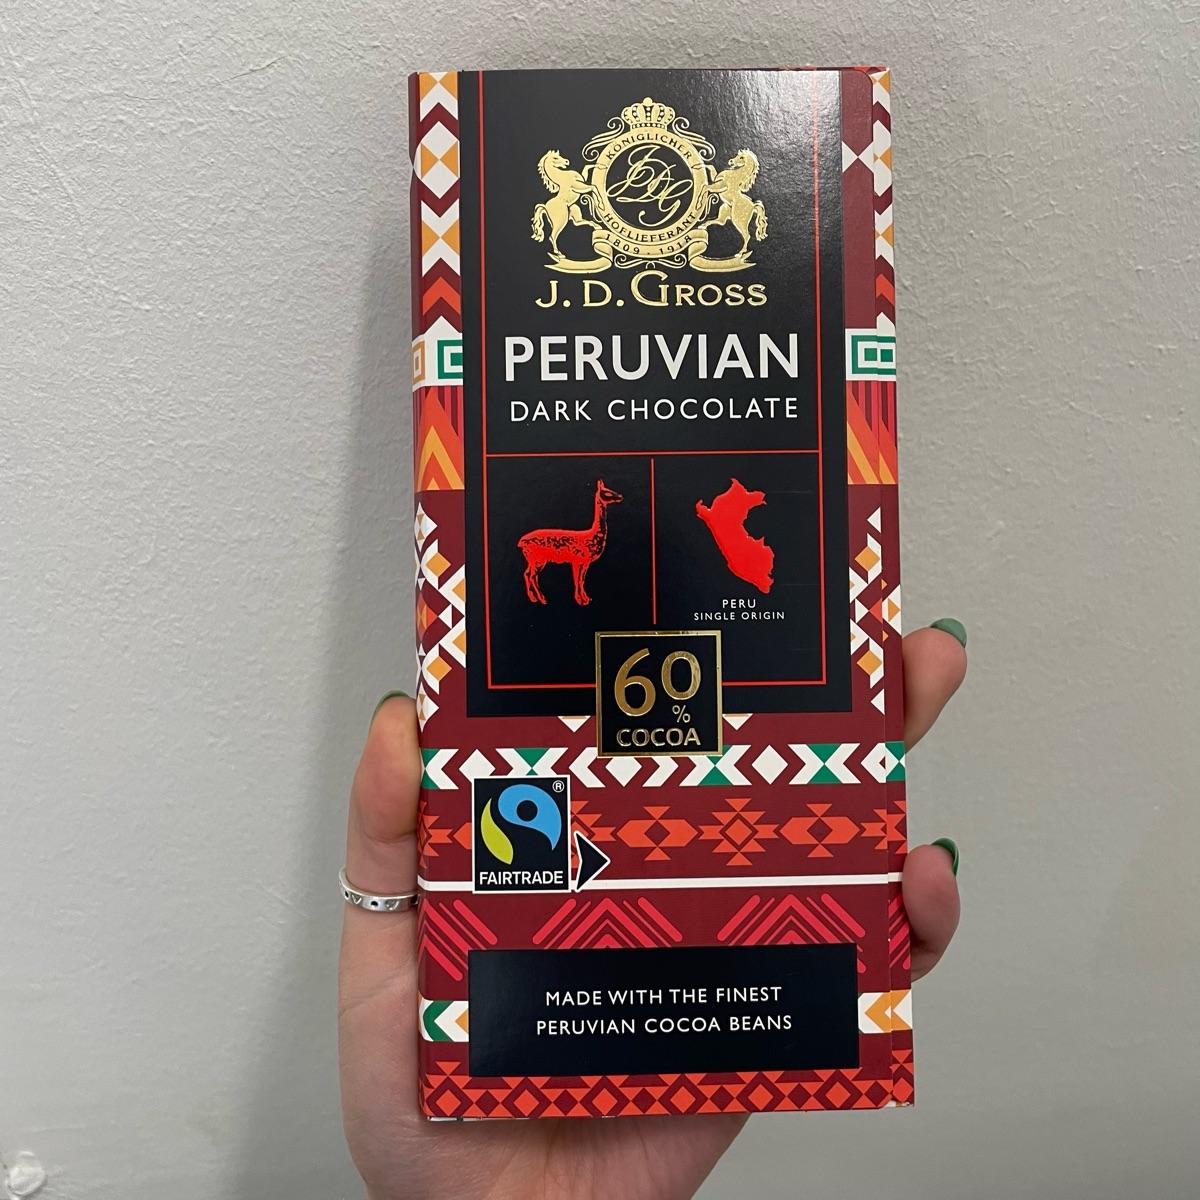 KÖNIGLICHER
JDG
HOFLIEFERANT
1809 · 1918
J. D. GROSS
PERUVIAN
DARK CHOCOLATE
PERU
SINGLE ORIGIN
60
%
COCOA
®
FAIRTRADE
MADE WITH THE FINEST
PERUVIAN COCOA BEANS